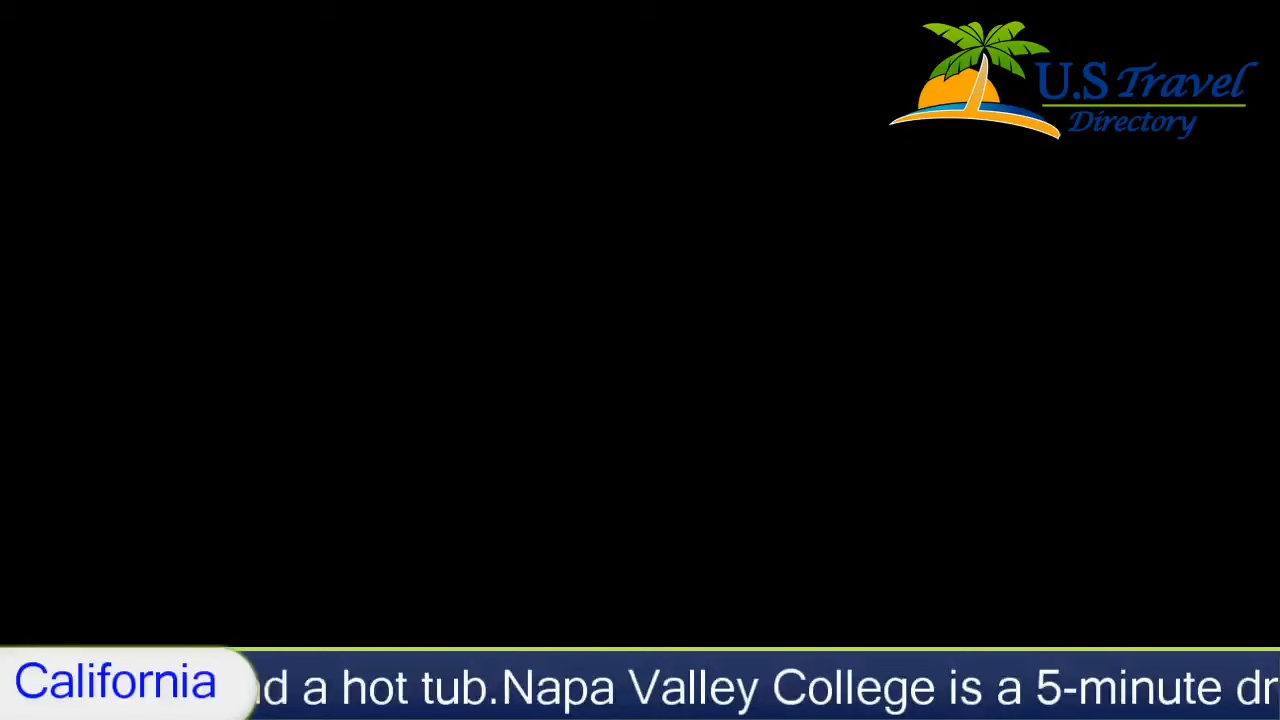 U.S Travel
Directory
California
d a hot tub.Napa Valley College is a 5-minute dr